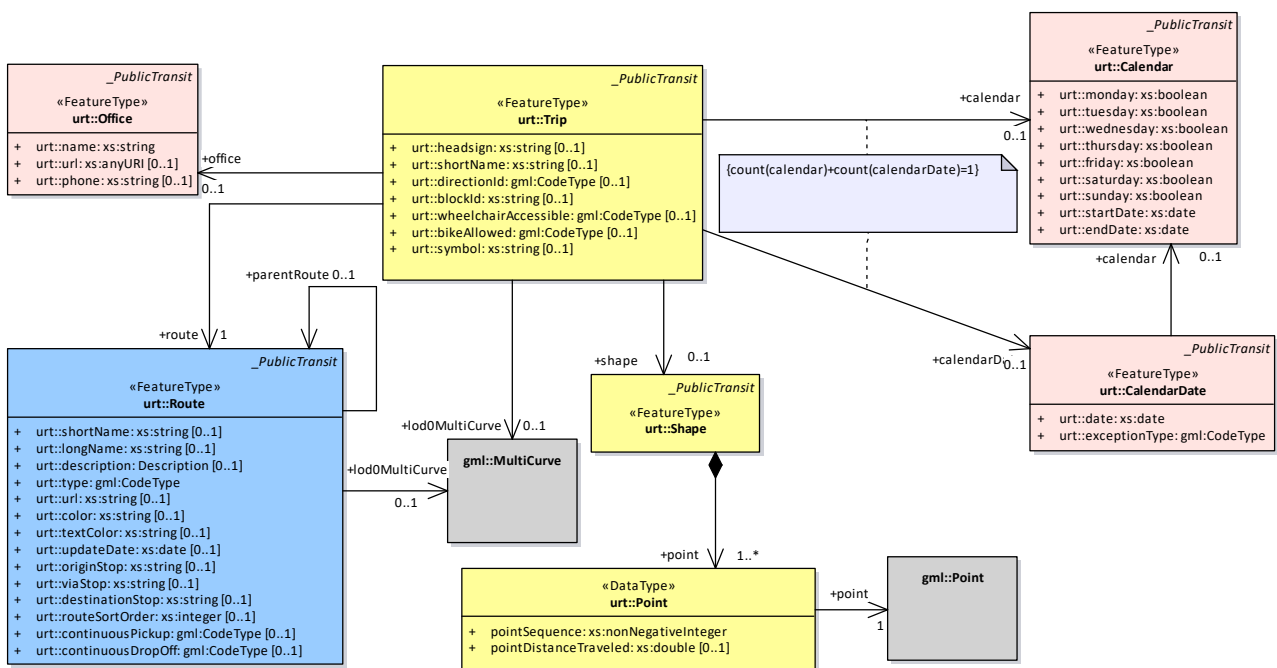 _PublicTransit
«FeatureType»
urt::Office
+ urt::name: xs:string
+ urt::url: xs:anyURI [0..1]
+ urt::phone: xs:string [0..1]
+office
0..1
_PublicTransit
«FeatureType»
urt::Trip
+ urt::headsign: xs:string [0..1]
+ urt::shortName: xs:string [0..1]
+ urt::directionId: gml:CodeType [0..1]
+ urt::blockId: xs:string [0..1]
+ urt::wheelchairAccessible: gml:CodeType [0..1]
+ urt::bikeAllowed: gml:CodeType [0..1]
+ urt::symbol: xs:string [0..1]
+calendar
0..1
{count(calendar)+count(calendarDate)=1}
_PublicTransit
«FeatureType»
urt::Calendar
+ urt::monday: xs:boolean
+ urt::tuesday: xs:boolean
+ urt::wednesday: xs:boolean
+ urt::thursday: xs:boolean
+ urt::friday: xs:boolean
+ urt::saturday: xs:boolean
+ urt::sunday: xs:boolean
+ urt::startDate: xs:date
+ urt::endDate: xs:date
+calendar
0..1
+parentRoute 0..1
+route
1
+shape
0..1
+calendarD
0..1
_PublicTransit
«FeatureType»
urt::CalendarDate
+ urt::date: xs:date
+ urt::exceptionType: gml:CodeType
_PublicTransit
«FeatureType»
urt::Route
+ urt::shortName: xs:string [0..1]
+ urt::longName: xs:string [0..1]
+ urt::description: Description [0..1]
+ urt::type: gml:CodeType
+ urt::url: xs:string [0..1]
+ urt::color: xs:string [0..1]
+ urt::textColor: xs:string [0..1]
+ urt::updateDate: xs:date [0..1]
+ urt::originStop: xs:string [0..1]
+ urt::viaStop: xs:string [0..1]
+ urt::destinationStop: xs:string [0..1]
+ urt::routeSortOrder: xs:integer [0..1]
+ urt::continuousPickup: gml:CodeType [0..1]
+ urt::continuousDropOff: gml:CodeType [0..1]
+lod0MultiCurve
0..1
+lod0MultiCurve
0..1
gml::MultiCurve
_PublicTransit
«FeatureType»
urt::Shape
+point
1..*
«DataType»
urt::Point
+ pointSequence: xs:nonNegativeInteger
+ pointDistanceTraveled: xs:double [0..1]
+point
1
gml::Point